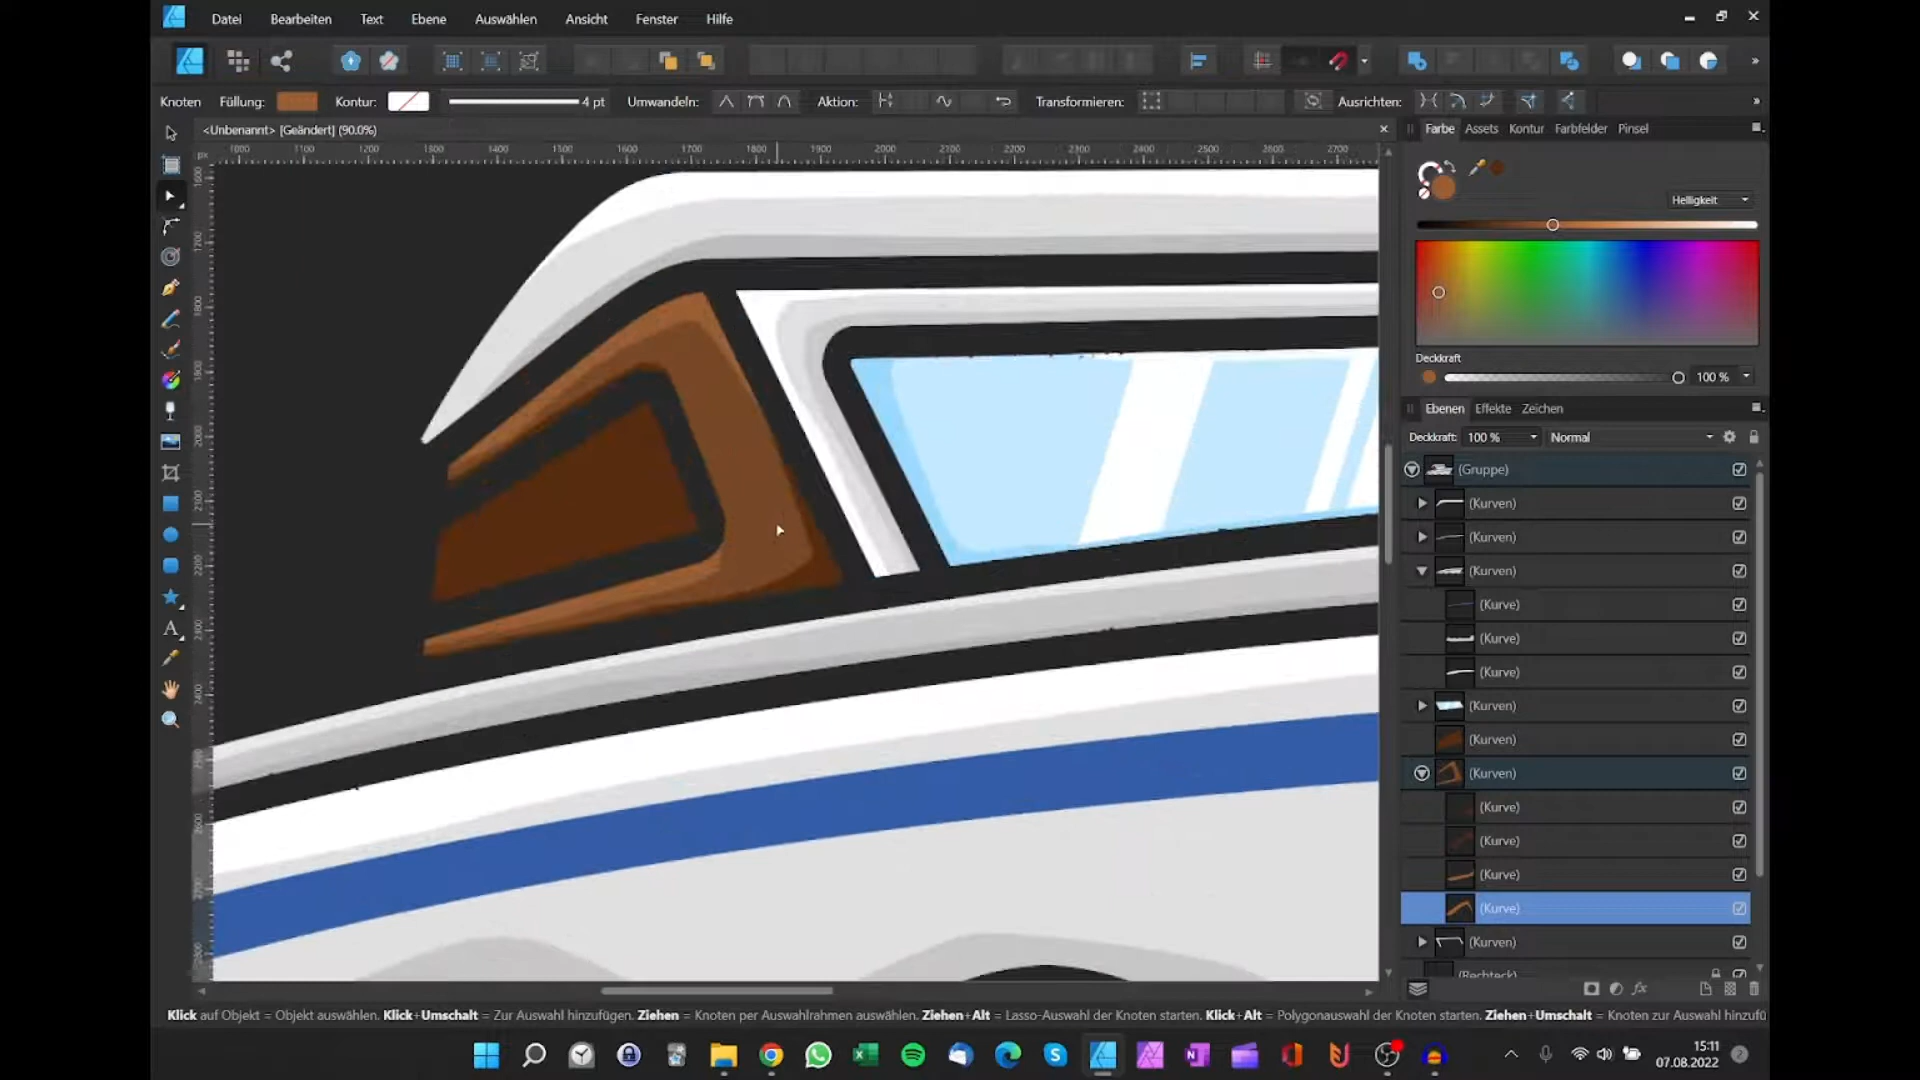 Datei Bearbeiten Text Ebene Auswählen Ansicht Fenster Hilfe
Knoten Füllung: Kontur: 4 pt Umwandeln: Aktion: Transformieren: Ausrichten: »
<Unbenannt> [Geändert] (90.0%)
Farbe Assets Kontur Farbfelder Pinsel
px
Helligkeit
Deckkraft
100 %
Ebenen Effekte Zeichen
Deckkraft: 100 % Normal
(Gruppe)
(Kurven)
(Kurven)
(Kurven)
(Kurve)
(Kurve)
(Kurve)
(Kurven)
(Kurven)
(Kurven)
(Kurve)
(Kurve)
(Kurve)
(Kurve)
(Kurven)
(Rechteck)
Klick auf Objekt = Objekt auswählen. Klick+Umschalt = Zur Auswahl hinzufügen. Ziehen = Knoten per Auswahlrahmen auswählen. Ziehen+Alt = Lasso-Auswahl der Knoten starten. Klick+Alt = Polygonauswahl der Knoten starten. Ziehen+Umschalt = Knoten zur Auswahl hinzufü
15:11
07.08.2022
2